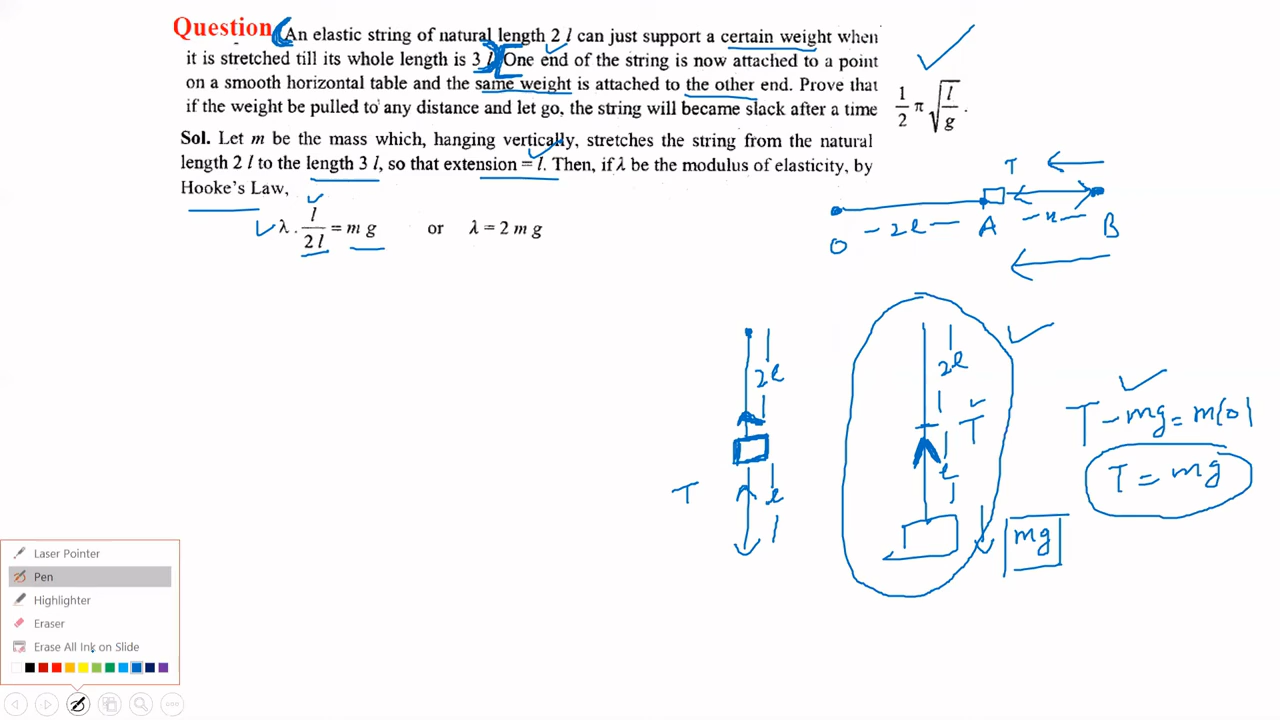 Question An elastic string of natural length 2 l can just support a certain weight when
it is stretched till its whole length is 3 l. One end of the string is now attached to a point
on a smooth horizontal table and the same weight is attached to the other end. Prove that
if the weight be pulled to any distance and let go, the string will became slack after a time 1/2 π √(l/g) .
Sol. Let m be the mass which, hanging vertically, stretches the string from the natural
length 2 l to the length 3 l, so that extension = l. Then, if λ be the modulus of elasticity, by
Hooke's Law,
λ . l/2l = m g or λ = 2 m g
T
O 2l A x B
2l
T l
2l
T
l
mg
T - mg = m(0)
T = mg
Laser Pointer
Pen
Highlighter
Eraser
Erase All Ink on Slide